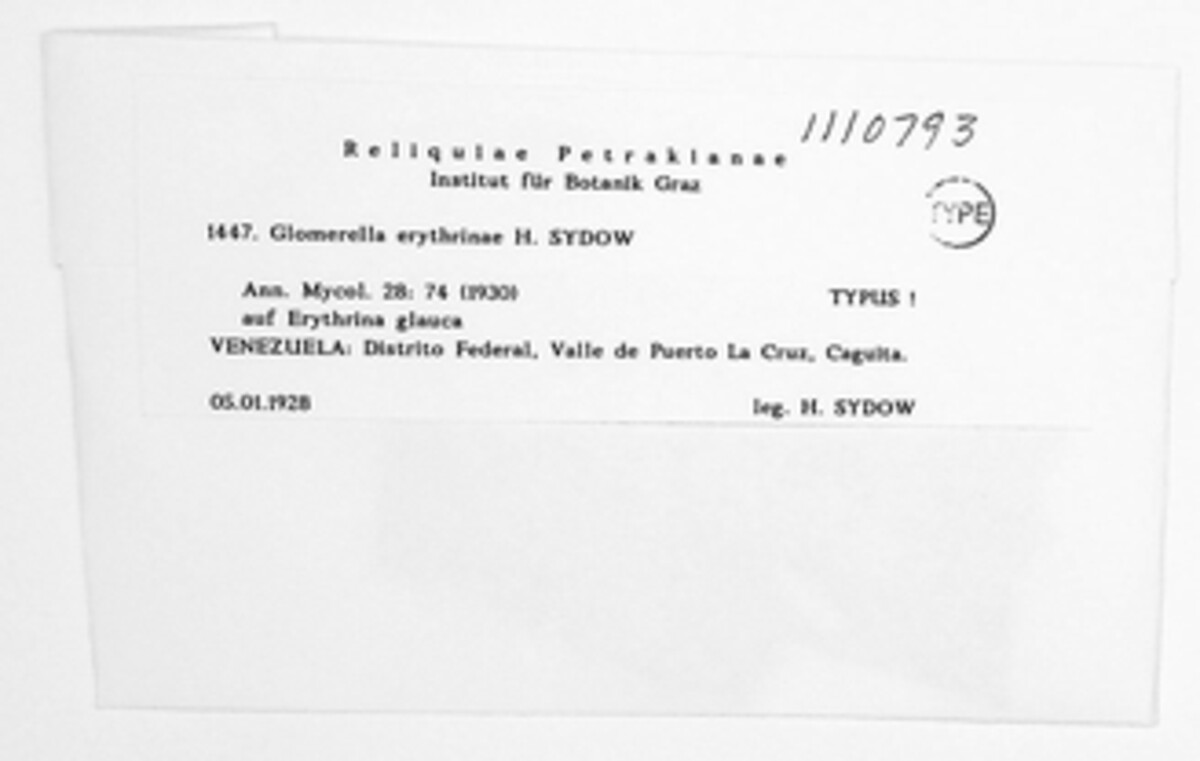 1110793
Reliquiae Petrakianae
Institut für Botanik Graz
TYPE
1447. Glomerella erythrinae H. SYDOW
Ann. Mycol. 28: 74 (1930) TYPUS !
auf Erythrina glauca
VENEZUELA: Distrito Federal, Valle de Puerto La Cruz, Caguita.
05.01.1928 leg. H. SYDOW